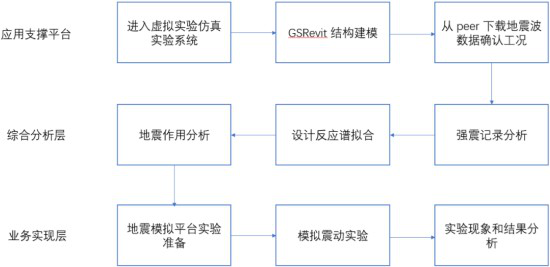 应用支撑平台
进入虚拟实验仿真
实验系统
GSRevit 结构建模
从 peer 下载地震波
数据确认工况
综合分析层
地震作用分析
设计反应谱拟合
强震记录分析
业务实现层
地震模拟平台实验
准备
模拟震动实验
实验现象和结果分
析